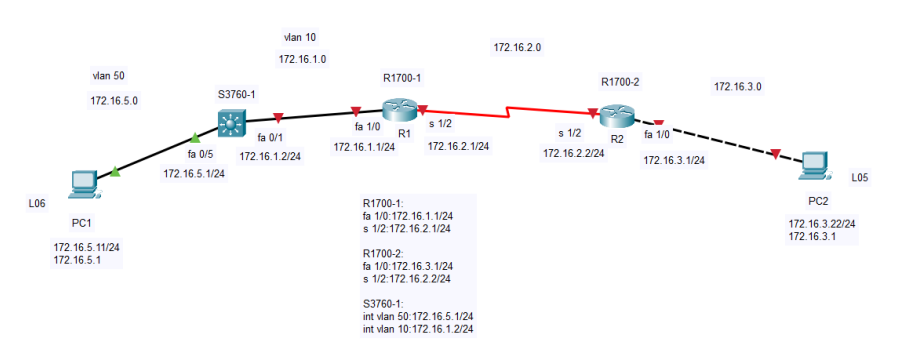 vlan 10
172.16.1.0
172.16.2.0
vlan 50
172.16.5.0
S3760-1
R1700-1
R1700-2
172.16.3.0
fa 0/1
fa 1/0
R1
s 1/2
s 1/2
R2
fa 1/0
fa 0/5
172.16.5.1/24
172.16.1.2/24
172.16.1.1/24
172.16.2.1/24
172.16.2.2/24
172.16.3.1/24
L06
PC1
172.16.5.11/24
172.16.5.1
L05
PC2
172.16.3.22/24
172.16.3.1
R1700-1:
fa 1/0:172.16.1.1/24
s 1/2:172.16.2.1/24
R1700-2:
fa 1/0:172.16.3.1/24
s 1/2:172.16.2.2/24
S3760-1:
int vlan 50:172.16.5.1/24
int vlan 10:172.16.1.2/24